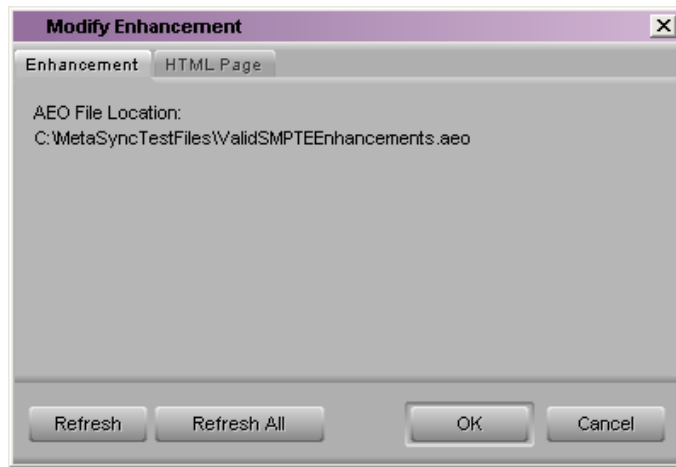 Modify Enhancement
Enhancement HTML Page
AEO File Location:
C:\MetaSyncTestFiles\ValidSMPTEEnhancements.aeo
Refresh Refresh All OK Cancel